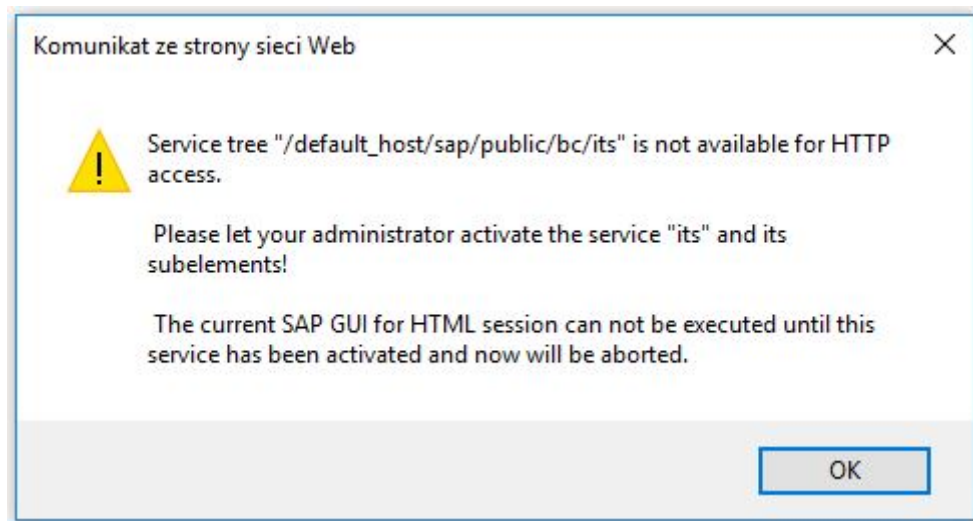 Komunikat ze strony sieci Web
Service tree "/default_host/sap/public/bc/its" is not available for HTTP
access.
Please let your administrator activate the service "its" and its
subelements!
The current SAP GUI for HTML session can not be executed until this
service has been activated and now will be aborted.
OK